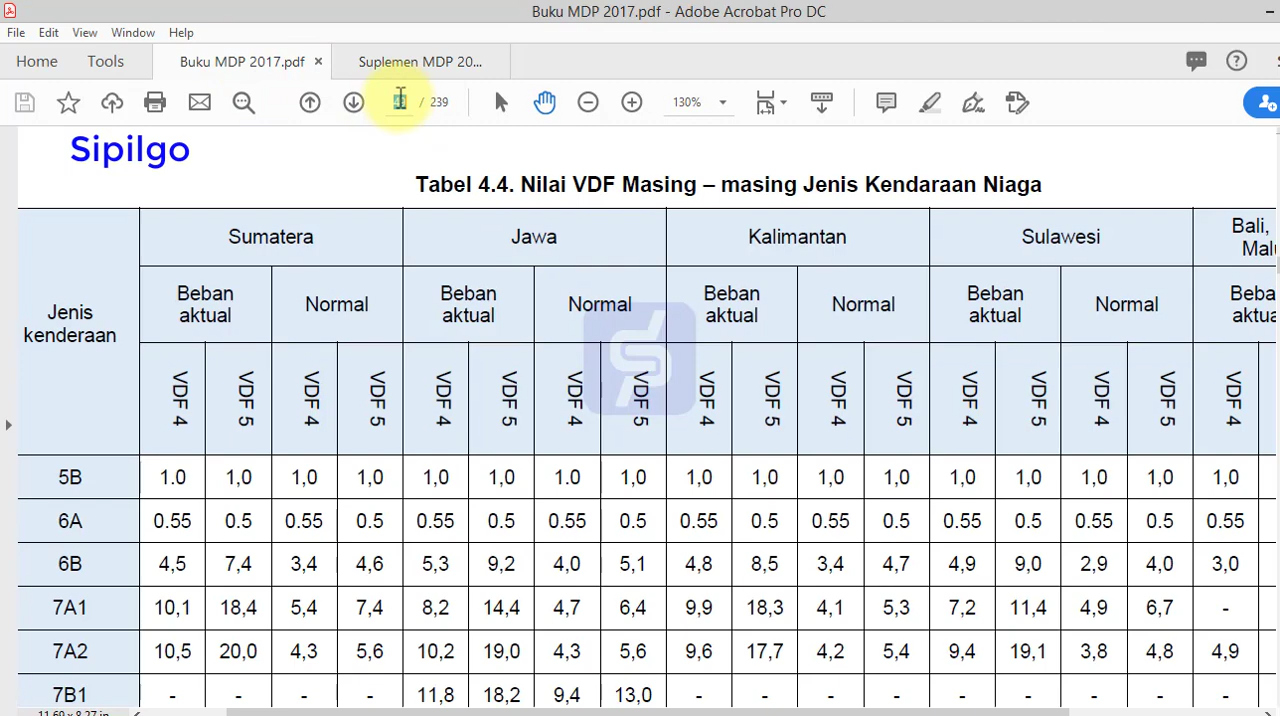 Buku MDP 2017.pdf - Adobe Acrobat Pro DC
File Edit View Window Help
Home Tools Buku MDP 2017.pdf × Suplemen MDP 20...
/ 239 130%
Sipilgo
Tabel 4.4. Nilai VDF Masing – masing Jenis Kendaraan Niaga
Jenis kenderaan Sumatera Jawa Kalimantan Sulawesi Bali,
Beban aktual Normal Beban aktual Normal Beban aktual Normal Beban aktual Normal
VDF 4 VDF 5 VDF 4 VDF 5 VDF 4 VDF 5 VDF 4 VDF 5 VDF 4 VDF 5 VDF 4 VDF 5 VDF 4 VDF 5 VDF 4 VDF 5 VDF 4
5B 1.0 1,0 1,0 1,0 1,0 1,0 1,0 1,0 1,0 1,0 1,0 1,0 1,0 1,0 1,0 1,0 1,0
6A 0.55 0.5 0.55 0.5 0.55 0.5 0.55 0.5 0.55 0.5 0.55 0.5 0.55 0.5 0.55 0.5 0.55
6B 4,5 7,4 3,4 4,6 5,3 9,2 4,0 5,1 4,8 8,5 3,4 4,7 4,9 9,0 2,9 4,0 3,0
7A1 10,1 18,4 5,4 7,4 8,2 14,4 4,7 6,4 9,9 18,3 4,1 5,3 7,2 11,4 4,9 6,7 -
7A2 10,5 20,0 4,3 5,6 10,2 19,0 4,3 5,6 9,6 17,7 4,2 5,4 9,4 19,1 3,8 4,8 4,9
7B1 - - - - 11,8 18,2 9,4 13,0 - - - - - - - - -
11,69 x 8,27 in